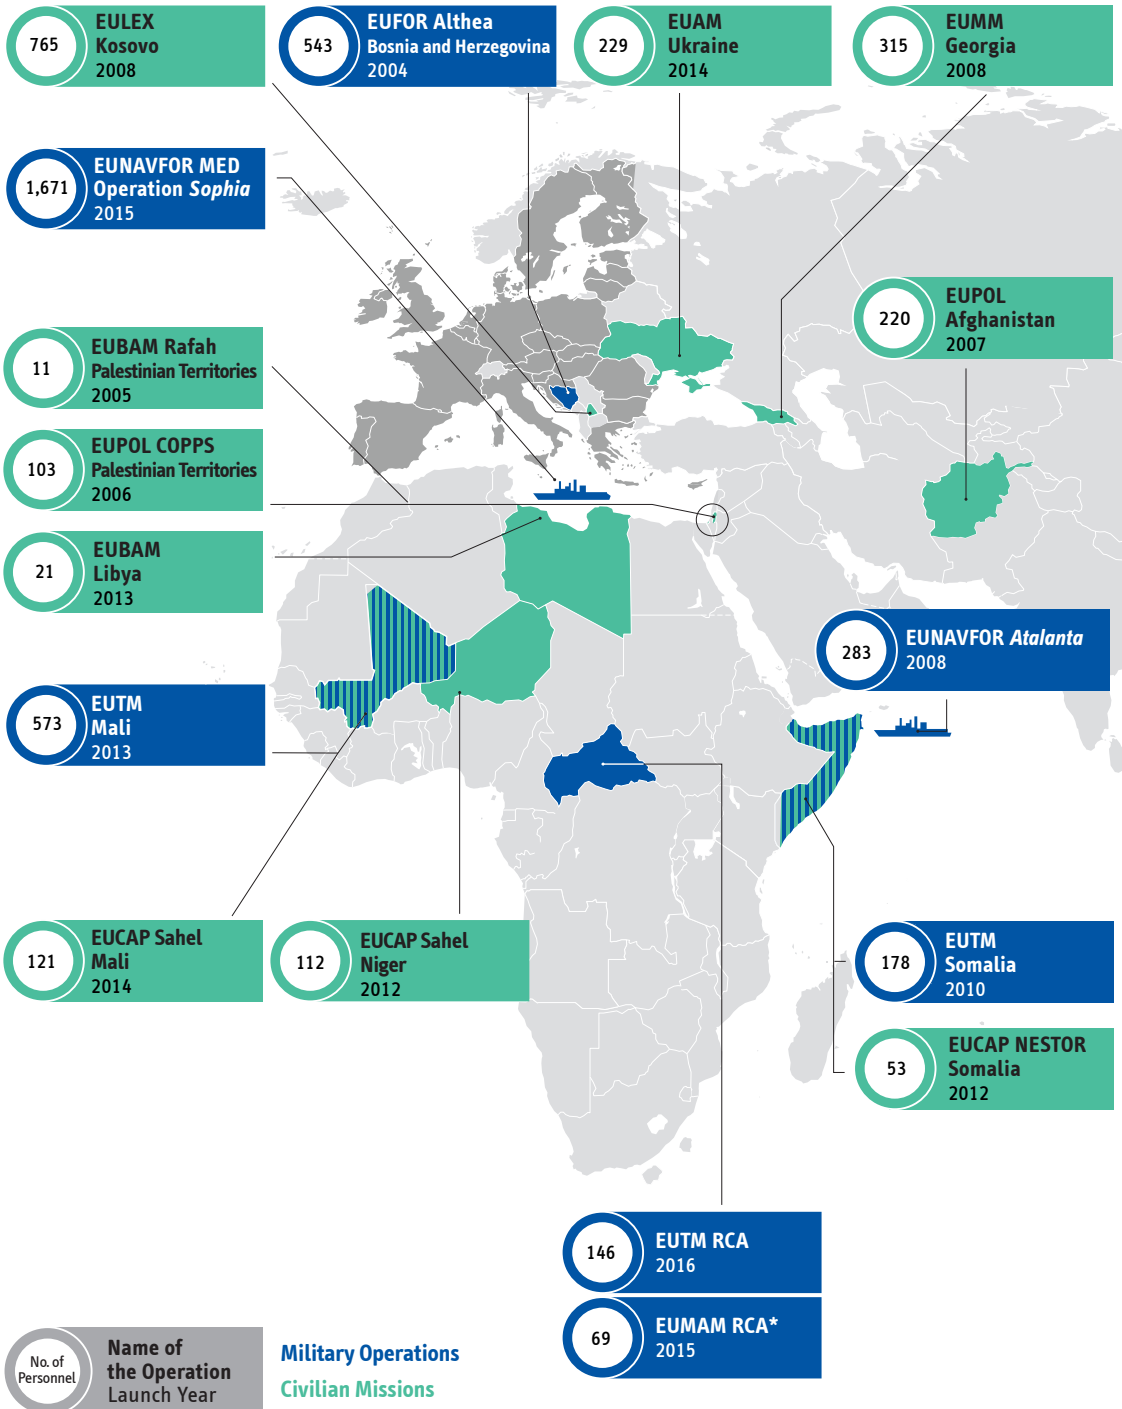 765
EULEX
Kosovo
2008
543
EUFOR Althea
Bosnia and Herzegovina
2004
229
EUAM
Ukraine
2014
315
EUMM
Georgia
2008
1,671
EUNAVFOR MED
Operation Sophia
2015
220
EUPOL
Afghanistan
2007
11
EUBAM Rafah
Palestinian Territories
2005
103
EUPOL COPPS
Palestinian Territories
2006
21
EUBAM
Libya
2013
283
EUNAVFOR Atalanta
2008
573
EUTM
Mali
2013
121
EUCAP Sahel
Mali
2014
112
EUCAP Sahel
Niger
2012
178
EUTM
Somalia
2010
53
EUCAP NESTOR
Somalia
2012
146
EUTM RCA
2016
69
EUMAM RCA*
2015
No. of
Personnel
Name of
the Operation
Launch Year
Military Operations
Civilian Missions